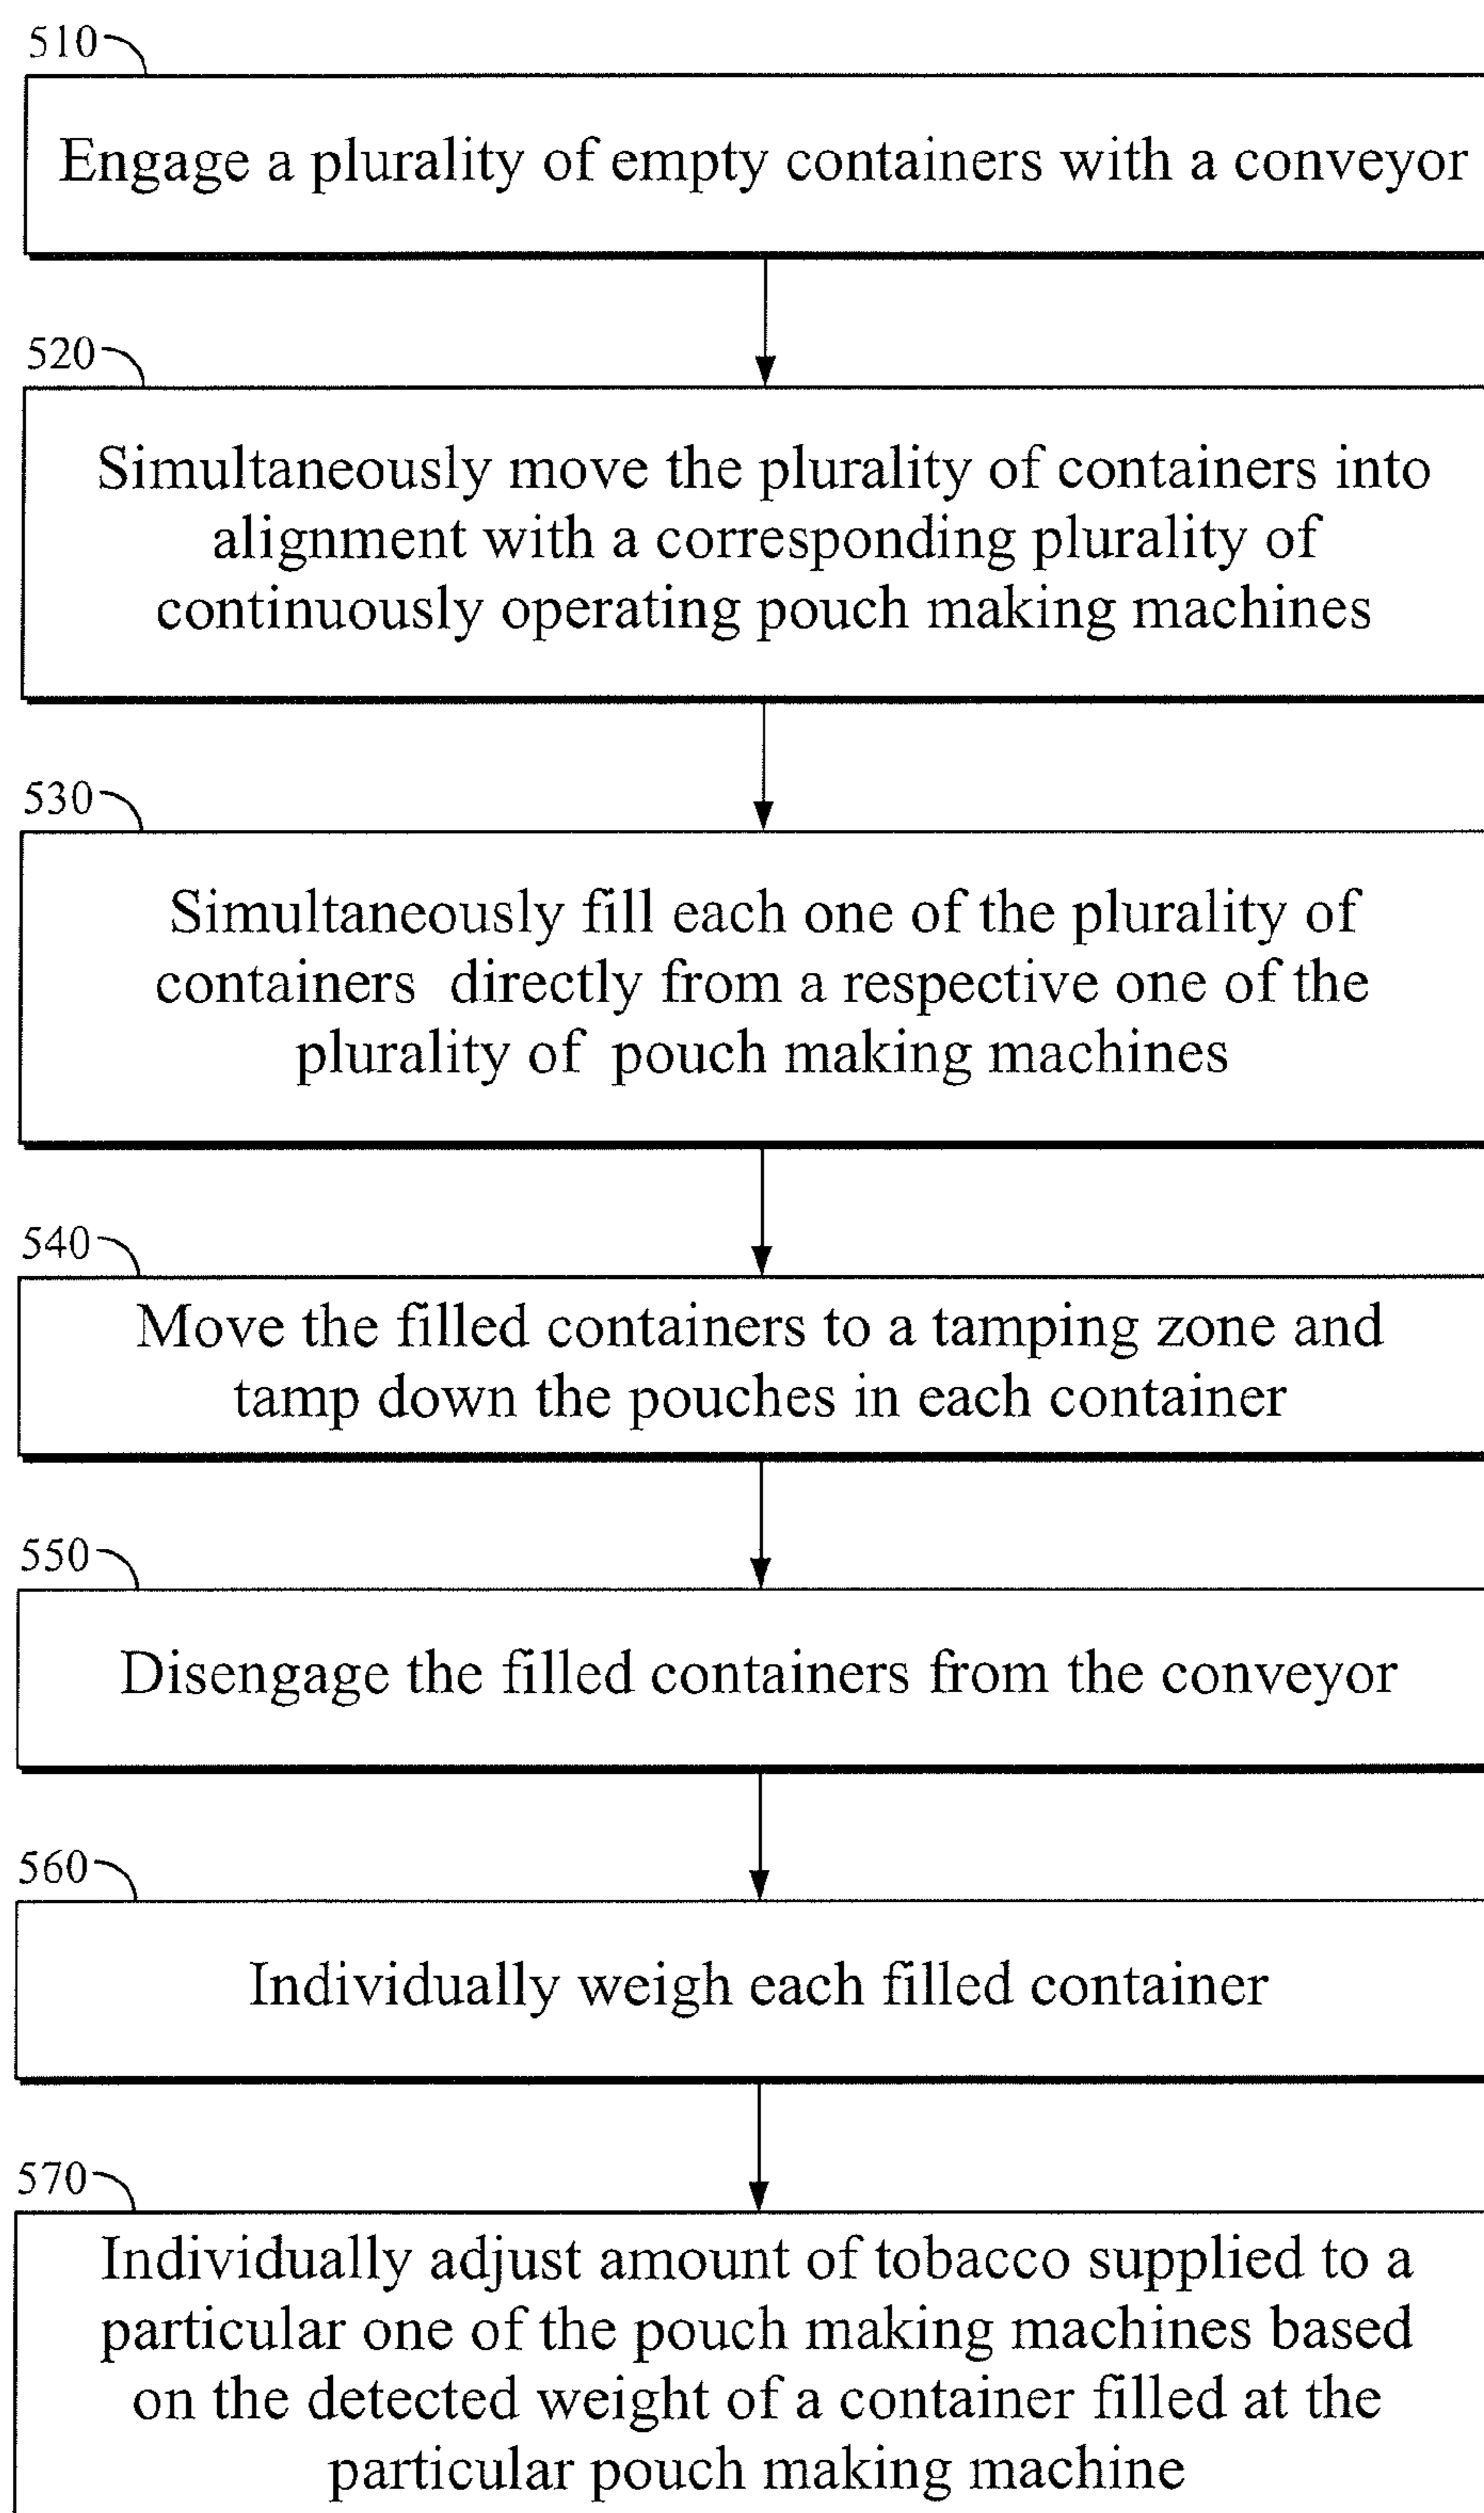 510
Engage a plurality of empty containers with a conveyor
520
Simultaneously move the plurality of containers into
alignment with a corresponding plurality of
continuously operating pouch making machines
530
Simultaneously fill each one of the plurality of
containers directly from a respective one of the
plurality of pouch making machines
540
Move the filled containers to a tamping zone and
tamp down the pouches in each container
550
Disengage the filled containers from the conveyor
560
Individually weigh each filled container
570
Individually adjust amount of tobacco supplied to a
particular one of the pouch making machines based
on the detected weight of a container filled at the
particular pouch making machine